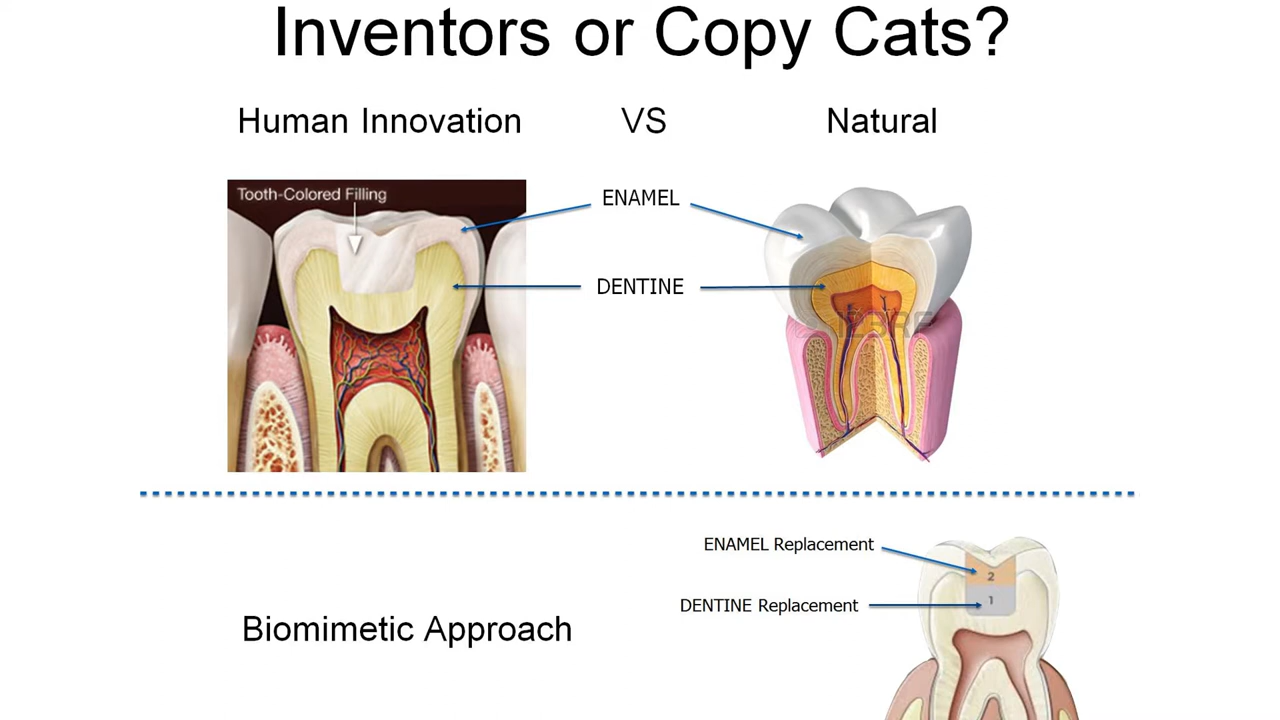 Inventors or Copy Cats?
Human Innovation VS Natural
Tooth-Colored Filling
ENAMEL
DENTINE
123RF
ENAMEL Replacement
2
DENTINE Replacement
1
Biomimetic Approach